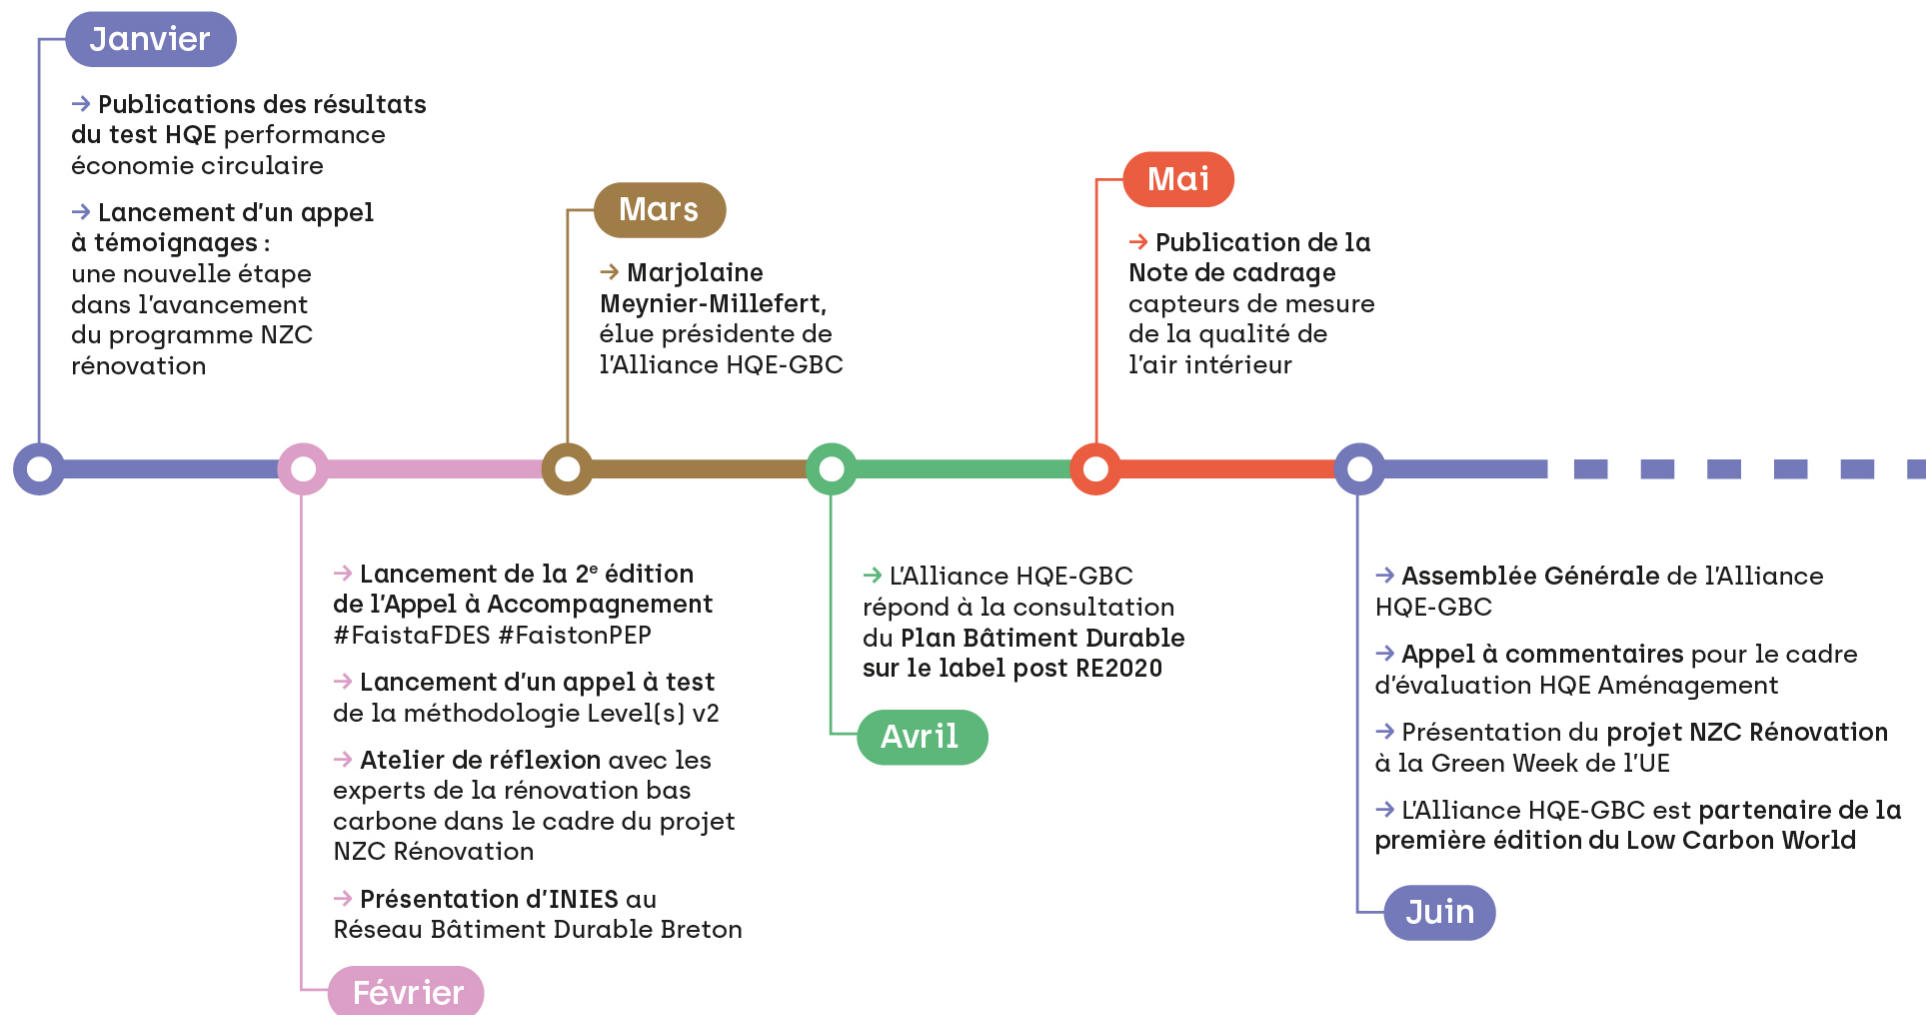 Janvier
→ Publications des résultats
du test HQE performance
économie circulaire
→ Lancement d’un appel
à témoignages :
une nouvelle étape
dans l’avancement
du programme NZC
rénovation
Mars
→ Marjolaine
Meynier-Millefert,
élue présidente de
l’Alliance HQE-GBC
Mai
→ Publication de la
Note de cadrage
capteurs de mesure
de la qualité de
l’air intérieur
→ Lancement de la 2e édition
de l’Appel à Accompagnement
#FaistaFDES #FaistonPEP
→ Lancement d’un appel à test
de la méthodologie Level(s) v2
→ Atelier de réflexion avec les
experts de la rénovation bas
carbone dans le cadre du projet
NZC Rénovation
→ Présentation d’INIES au
Réseau Bâtiment Durable Breton
Février
→ L’Alliance HQE-GBC
répond à la consultation
du Plan Bâtiment Durable
sur le label post RE2020
Avril
→ Assemblée Générale de l’Alliance
HQE-GBC
→ Appel à commentaires pour le cadre
d’évaluation HQE Aménagement
→ Présentation du projet NZC Rénovation
à la Green Week de l’UE
→ L’Alliance HQE-GBC est partenaire de la
première édition du Low Carbon World
Juin